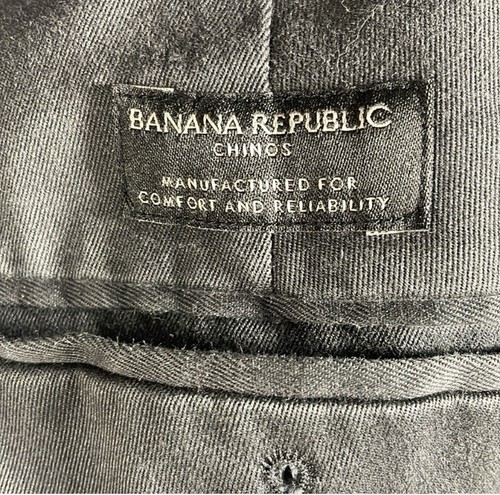 BANANA REPUBLIC
CHINOS
MANUFACTURED FOR
COMFORT AND RELIABILITY